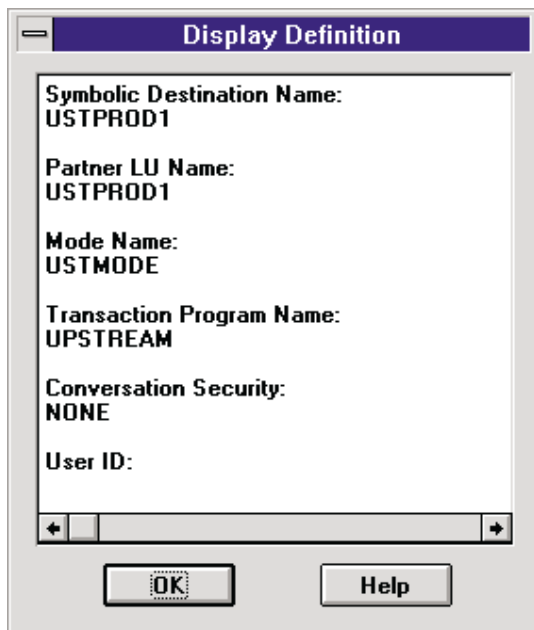 Display Definition
Symbolic Destination Name:
USTPROD1
Partner LU Name:
USTPROD1
Mode Name:
USTMODE
Transaction Program Name:
UPSTREAM
Conversation Security:
NONE
User ID:
OK
Help